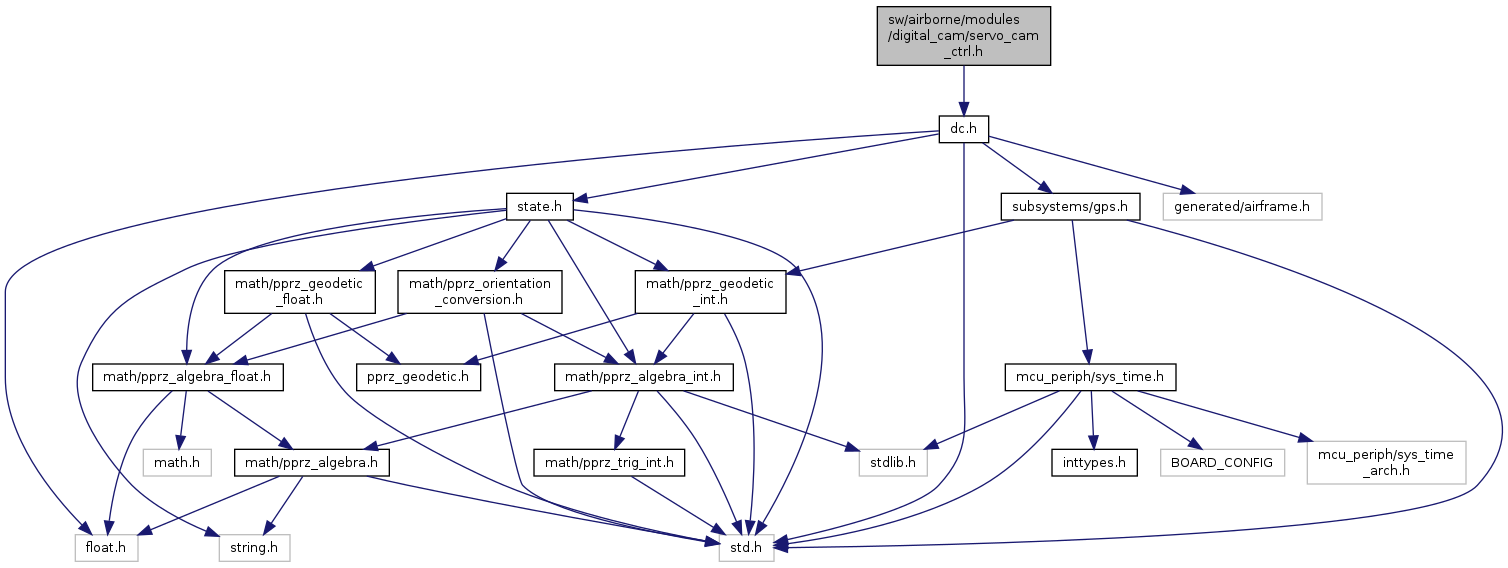 sw/airborne/modules
/digital_cam/servo_cam
_ctrl.h
dc.h
state.h
subsystems/gps.h
generated/airframe.h
math/pprz_geodetic
_float.h
math/pprz_orientation
_conversion.h
math/pprz_geodetic
_int.h
math/pprz_algebra_float.h
pprz_geodetic.h
math/pprz_algebra_int.h
mcu_periph/sys_time.h
math.h
math/pprz_algebra.h
math/pprz_trig_int.h
stdlib.h
inttypes.h
BOARD_CONFIG
mcu_periph/sys_time
_arch.h
float.h
string.h
std.h